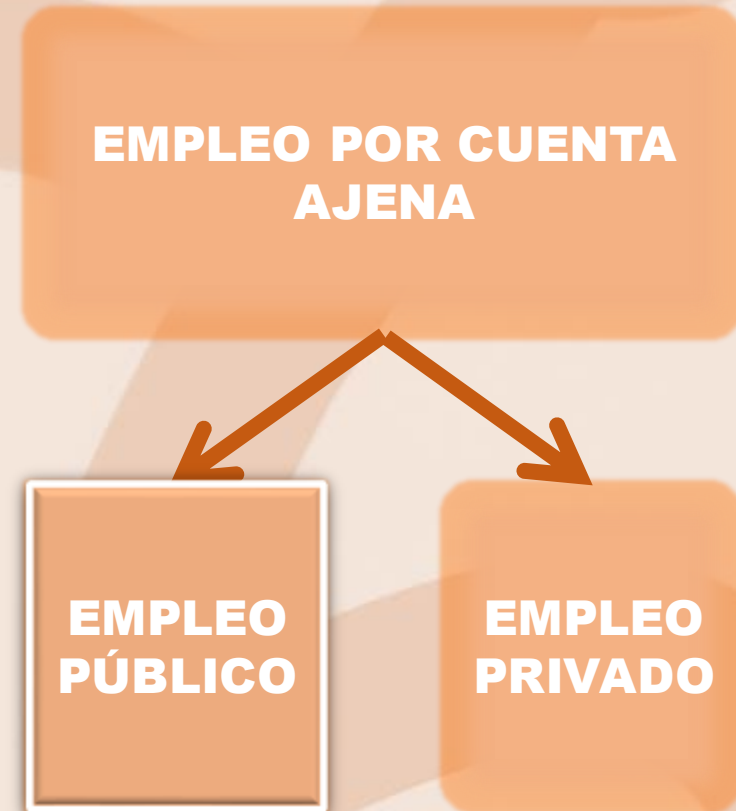 EMPLEO POR CUENTA
AJENA
EMPLEO
PÚBLICO
EMPLEO
PRIVADO